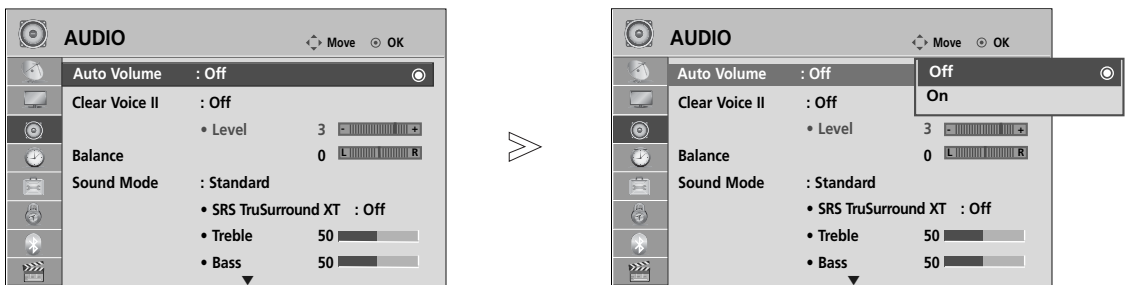 AUDIO
Move OK
Auto Volume : Off
Clear Voice II : Off
• Level 3 - +
Balance 0 L R
Sound Mode : Standard
• SRS TruSurround XT : Off
• Treble 50
• Bass 50
AUDIO
Move OK
Auto Volume : Off
Off
On
Clear Voice II : Off
• Level 3 - +
Balance 0 L R
Sound Mode : Standard
• SRS TruSurround XT : Off
• Treble 50
• Bass 50